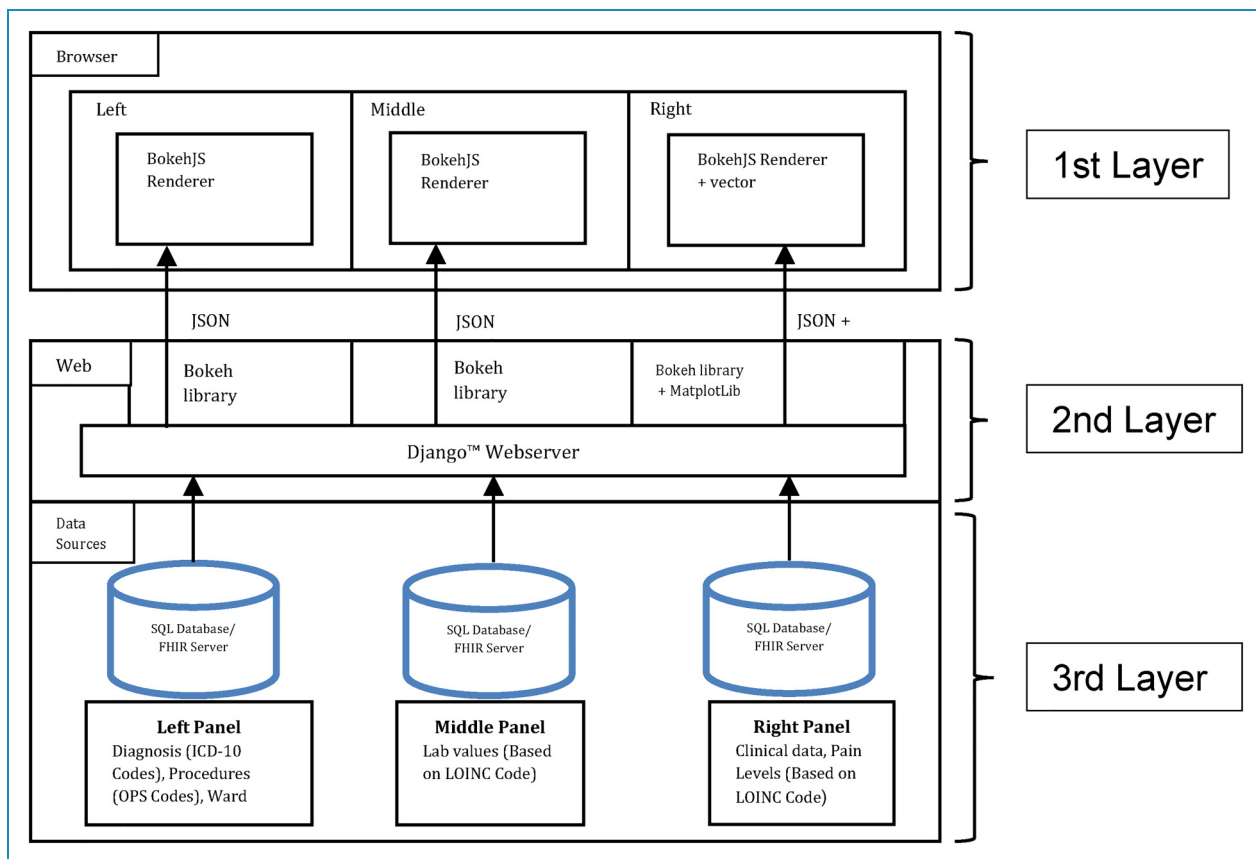 Browser
Left
Middle
Right
BokehJS
Renderer
BokehJS
Renderer
BokehJS Renderer
+ vector
1st Layer
JSON
JSON
JSON +
Web
Bokeh
library
Bokeh
library
Bokeh library
+ MatplotLib
Django™ Webserver
2nd Layer
Data
Sources
SQL Database/
FHIR Server
SQL Database/
FHIR Server
SQL Database/
FHIR Server
3rd Layer
Left Panel
Diagnosis (ICD-10
Codes), Procedures
(OPS Codes), Ward
Middle Panel
Lab values (Based
on LOINC Code)
Right Panel
Clinical data, Pain
Levels (Based on
LOINC Code)